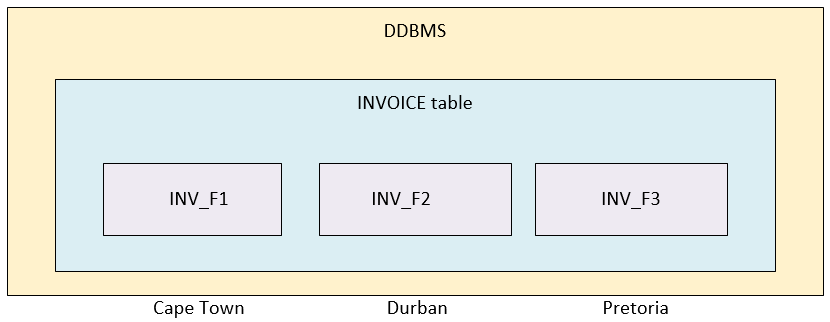 DDBMS
INVOICE table
INV_F1 INV_F2 INV_F3
Cape Town Durban Pretoria